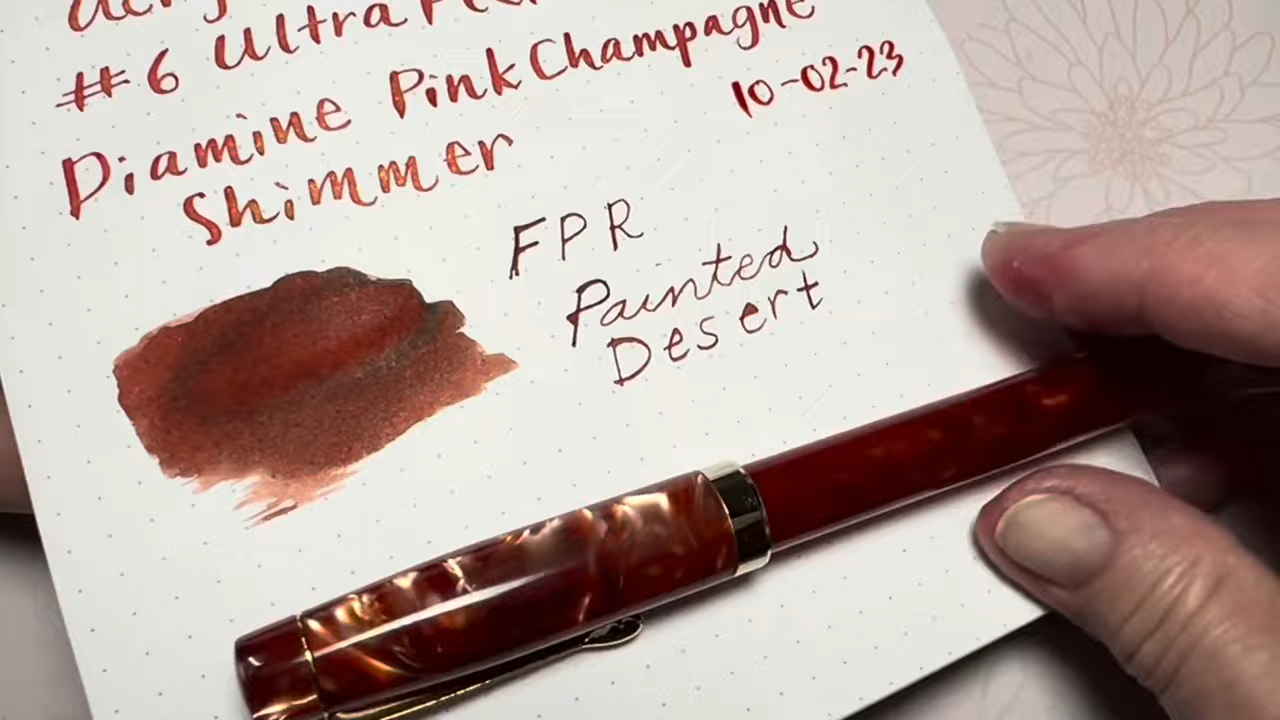 #6 Ultra
Diamine Pink Champagne
Shimmer
10-02-23
FPR
Painted
Desert